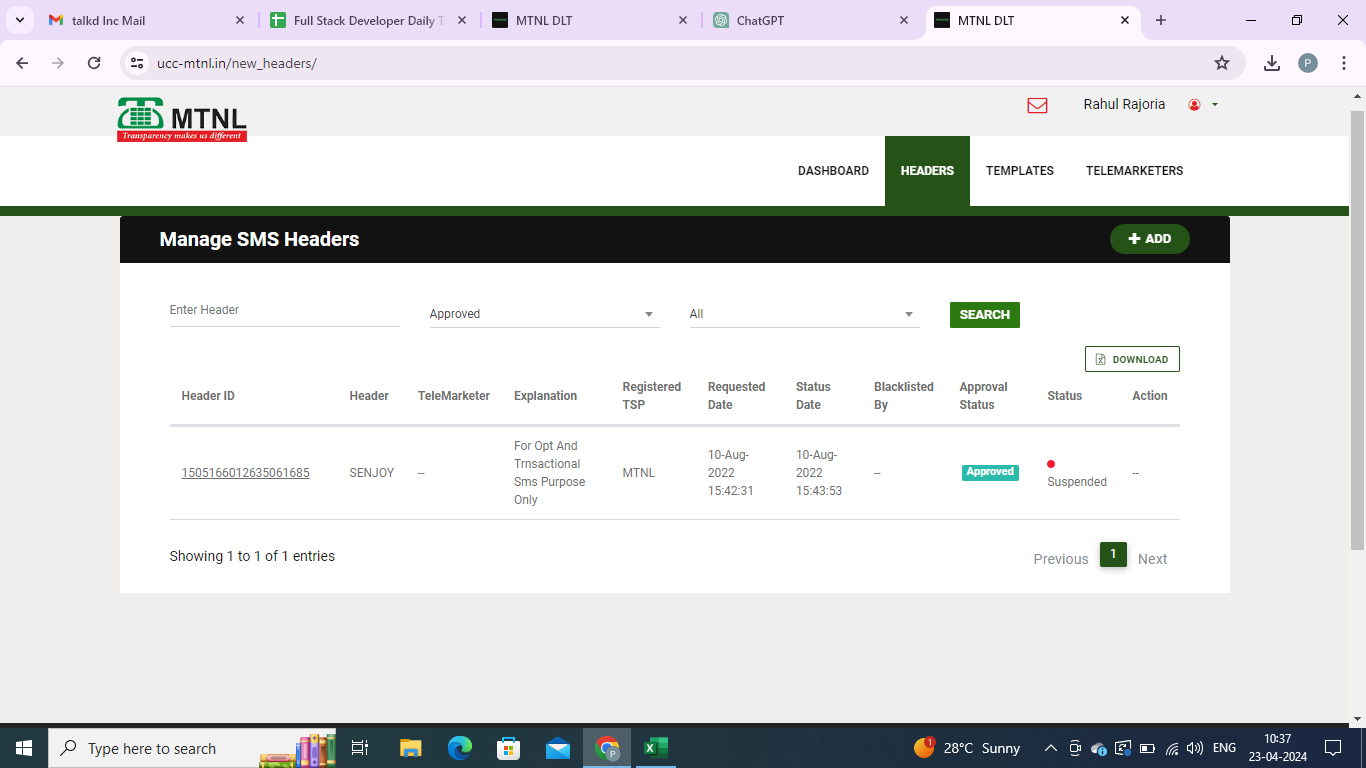 talkd Inc Mail
Full Stack Developer Daily T
MTNL DLT
ChatGPT
MTNL DLT
ucc-mtnl.in/new_headers/
P
MTNL
Transparency makes us different
Rahul Rajoria
DASHBOARD
HEADERS
TEMPLATES
TELEMARKETERS
Manage SMS Headers
ADD
Enter Header
Approved
All
SEARCH
DOWNLOAD
Header ID
Header
TeleMarketer
Explanation
Registered
TSP
Requested
Date
Status
Date
Blacklisted
By
Approval
Status
Status
Action
1505166012635061685
SENJOY
--
For Opt And
Trnsactional
Sms Purpose
Only
MTNL
10-Aug-
2022
15:42:31
10-Aug-
2022
15:43:53
--
Approved
Suspended
--
Showing 1 to 1 of 1 entries
Previous
1
Next
Type here to search
P
1
28°C Sunny
ENG
10:37
23-04-2024